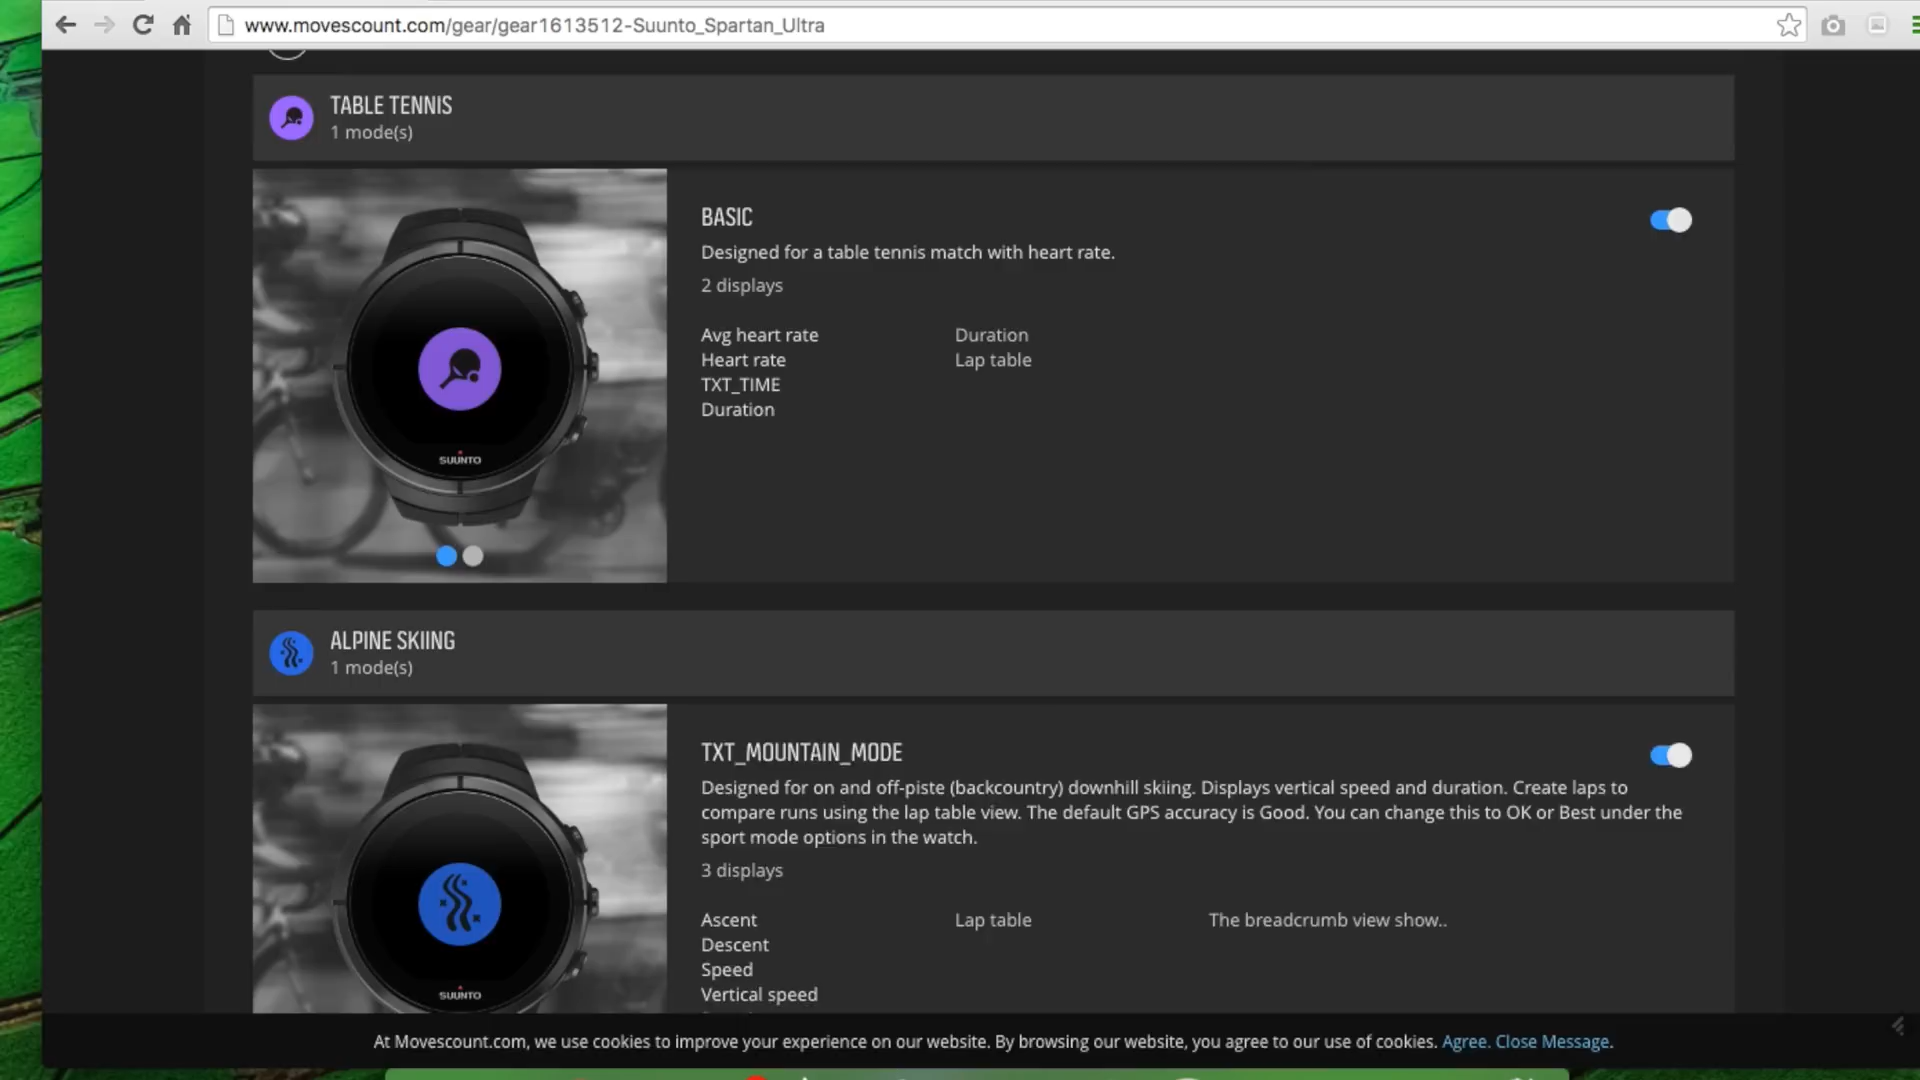 www.movescount.com/gear/gear1613512-Suunto_Spartan_Ultra
TABLE TENNIS
1 mode(s)
BASIC
Designed for a table tennis match with heart rate.
2 displays
Avg heart rate
Duration
Heart rate
Lap table
TXT_TIME
Duration
SUUNTO
ALPINE SKIING
1 mode(s)
TXT_MOUNTAIN_MODE
Designed for on and off-piste (backcountry) downhill skiing. Displays vertical speed and duration. Create laps to
compare runs using the lap table view. The default GPS accuracy is Good. You can change this to OK or Best under the
sport mode options in the watch.
3 displays
Ascent
Lap table
The breadcrumb view show..
Descent
Speed
Vertical speed
SUUNTO
At Movescount.com, we use cookies to improve your experience on our website. By browsing our website, you agree to our use of cookies. Agree. Close Message.